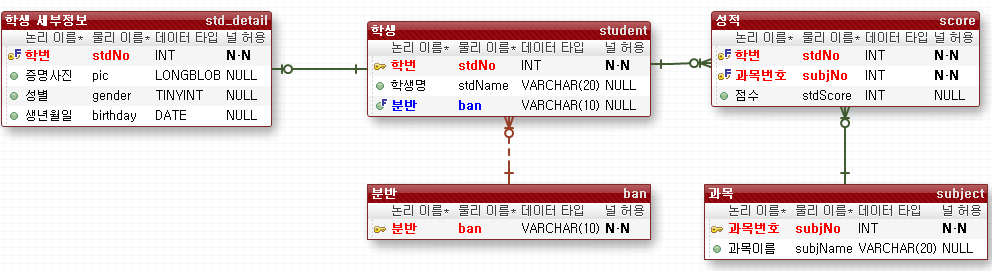 학생 세부정보 std_detail
논리 이름* 물리 이름* 데이터 타입 널 허용
학번 stdNo INT N-N
증명사진 pic LONGBLOB NULL
성별 gender TINYINT NULL
생년월일 birthday DATE NULL
학생 student
논리 이름* 물리 이름* 데이터 타입 널 허용
학번 stdNo INT N-N
학생명 stdName VARCHAR(20) NULL
분반 ban VARCHAR(10) NULL
성적 score
논리 이름* 물리 이름* 데이터 타입 널 허용
학번 stdNo INT N-N
과목번호 subjNo INT N-N
점수 stdScore INT NULL
분반 ban
논리 이름* 물리 이름* 데이터 타입 널 허용
분반 ban VARCHAR(10) N-N
과목 subject
논리 이름* 물리 이름* 데이터 타입 널 허용
과목번호 subjNo INT N-N
과목이름 subjName VARCHAR(20) NULL